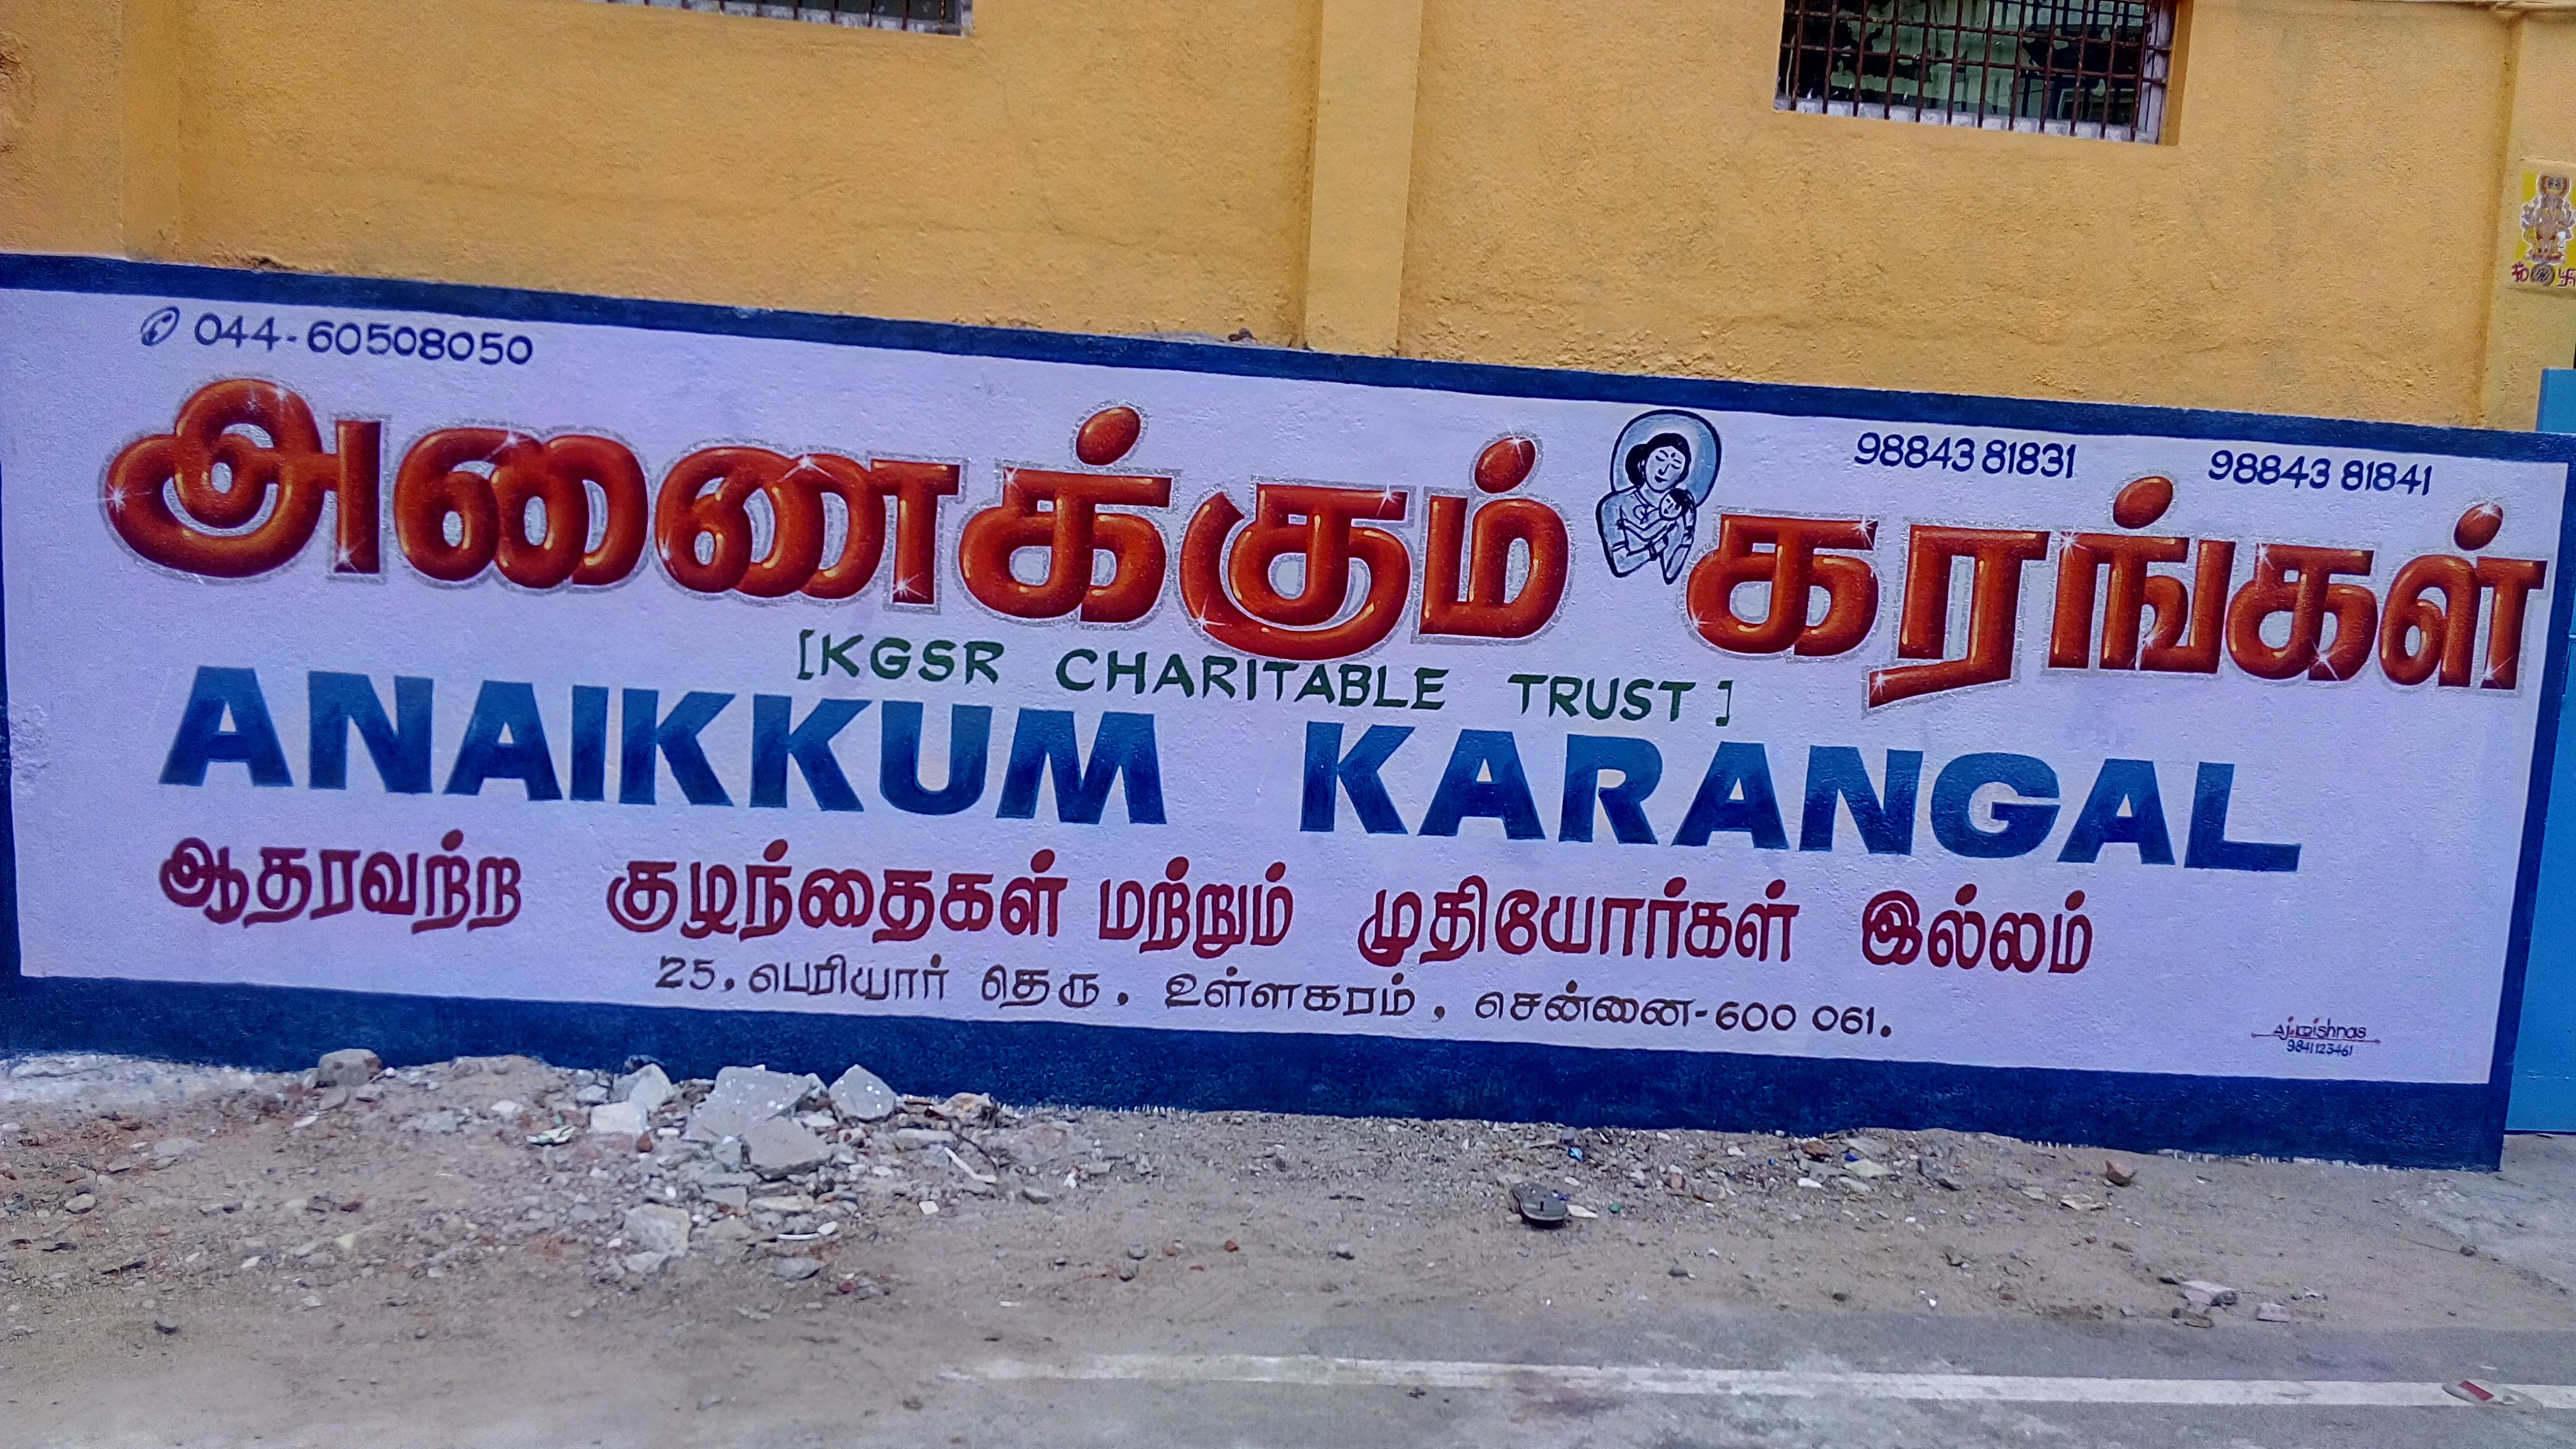 044-60508050
98843 81831 98843 81841
அணைக்கும் கரங்கள்
[KGSR CHARITABLE TRUST]
ANAIKKUM KARANGAL
ஆதரவற்ற குழந்தைகள் மற்றும் முதியோர்கள் இல்லம்
25, பெரியார் தெரு, உள்ளகரம், சென்னை-600 061.
9841123461